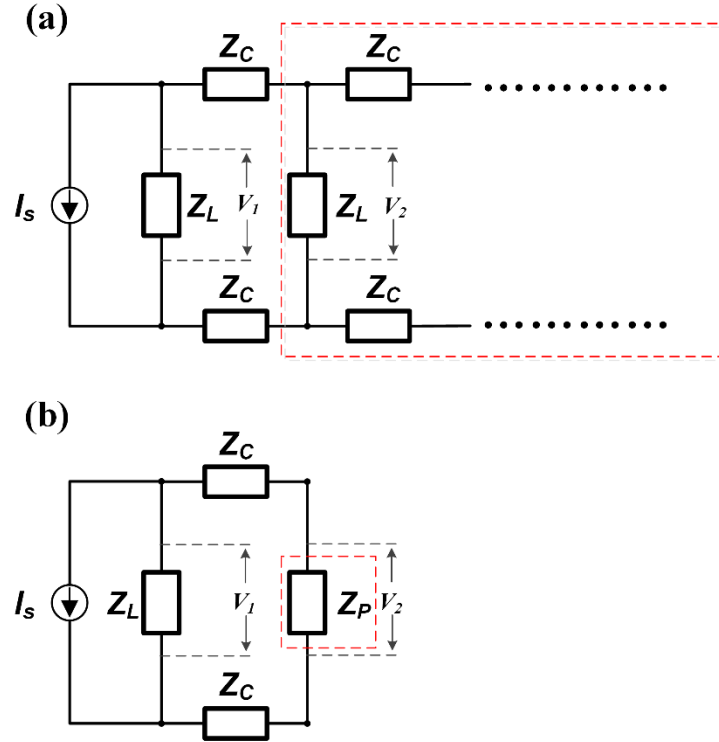 (a)
Z_C Z_C
I_s Z_L V_1 Z_L V_2
Z_C Z_C
(b)
Z_C
I_s Z_L V_1 Z_P V_2
Z_C